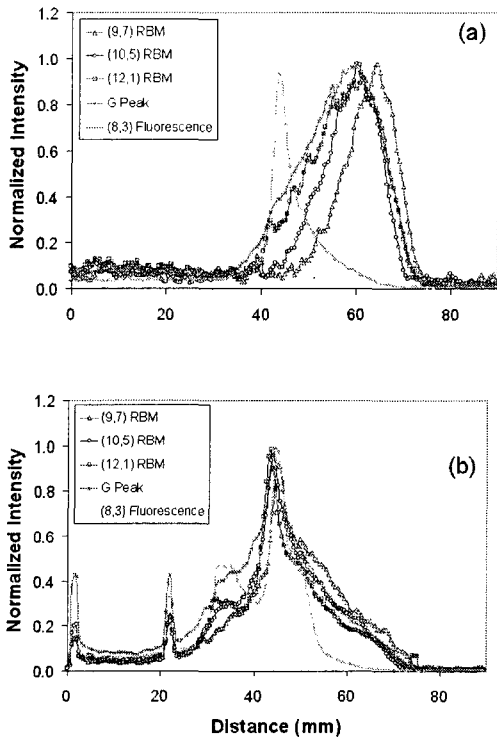 (a)
1.2
1.0
0.8
0.6
0.4
0.2
0.0
Normalized Intensity
(9,7) RBM
(10,5) RBM
(12,1) RBM
G Peak
(8,3) Fluorescence
0 20 40 60 80
(b)
1.2
1.0
0.8
0.6
0.4
0.2
0.0
Normalized Intensity
(9,7) RBM
(10,5) RBM
(12,1) RBM
G Peak
(8,3) Fluorescence
0 20 40 60 80
Distance (mm)